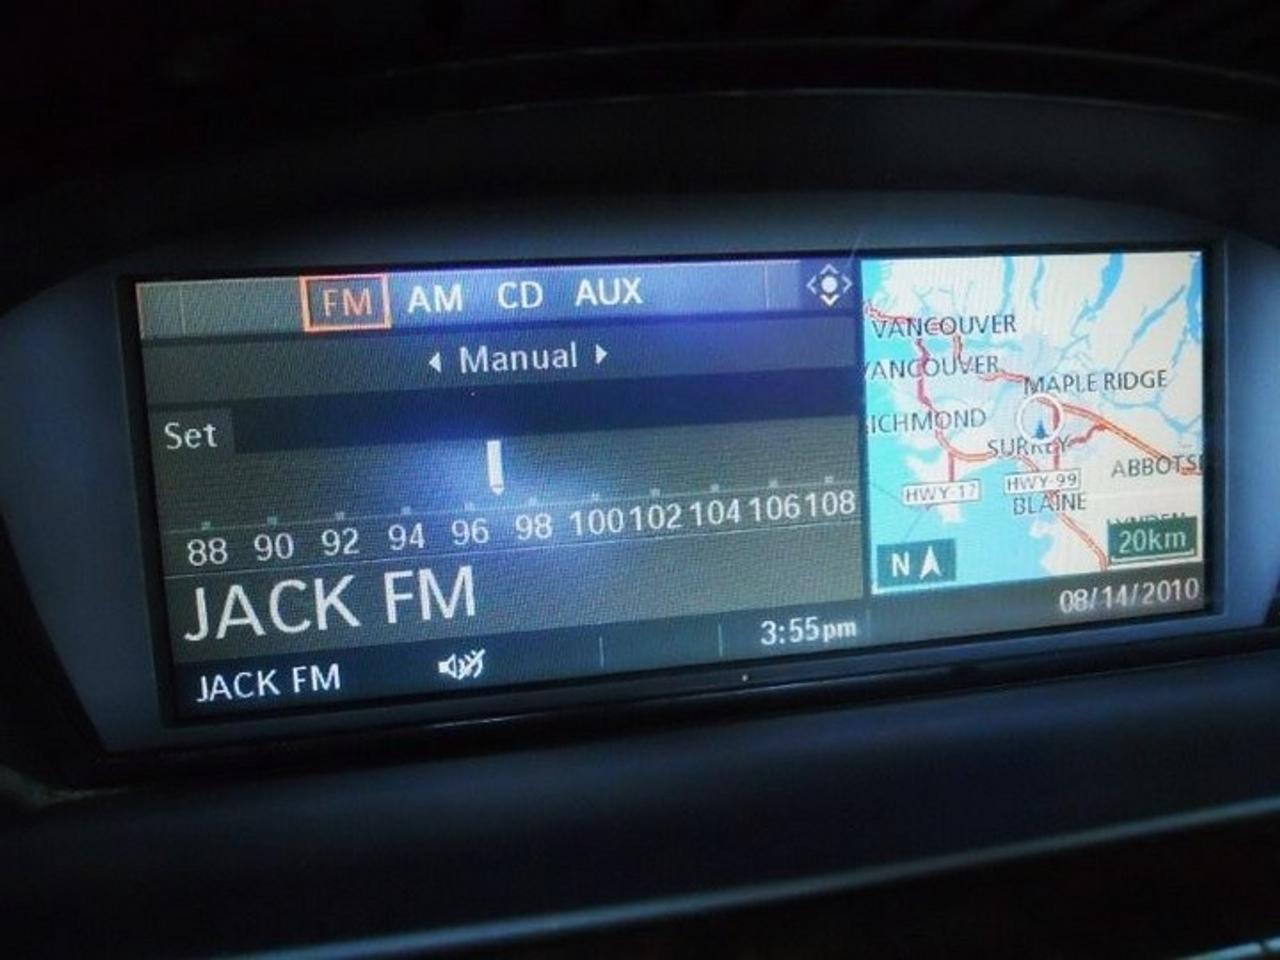 FM AM CD AUX
Manual
Set
88 90 92 94 96 98 100 102 104 106 108
JACK FM
JACK FM
3:55pm
VANCOUVER
VANCOUVER
MAPLE RIDGE
ICHMOND
SURREY
ABBOTS
HWY-17
HWY-99
BLAINE
20km
N
08/14/2010